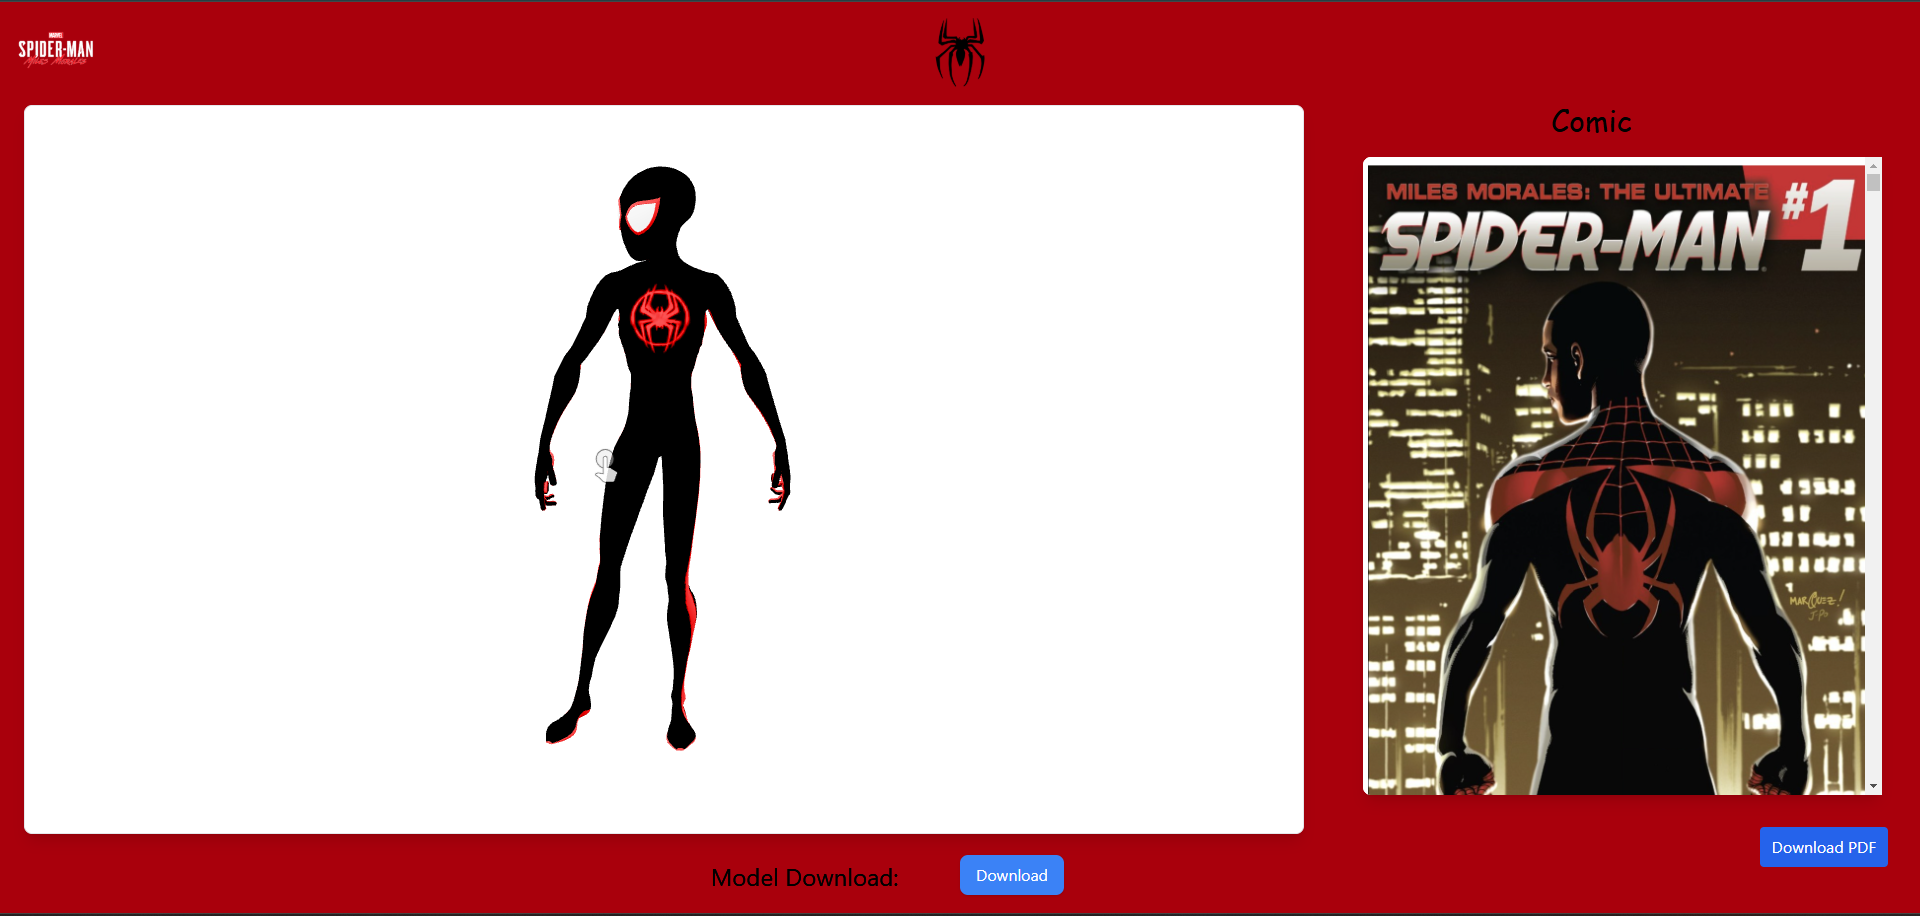 MARVEL
SPIDER-MAN
Miles Morales
Comic
MILES MORALES: THE ULTIMATE
SPIDER-MAN
#1
MARQUEZ!
Model Download:
Download
Download PDF